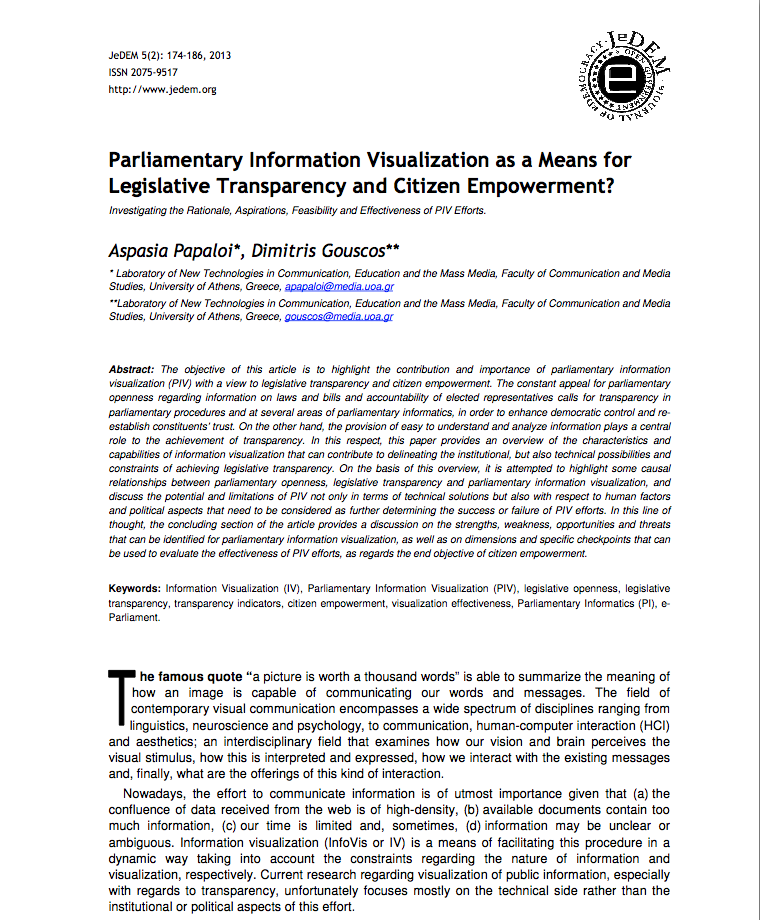 JeDEM 5(2): 174-186, 2013
ISSN 2075-9517
http://www.jedem.org
JeDEM
JOURNAL OF eDEMOCRACY
& OPEN GOVERNMENT
e
Parliamentary Information Visualization as a Means for
Legislative Transparency and Citizen Empowerment?
Investigating the Rationale, Aspirations, Feasibility and Effectiveness of PIV Efforts.
Aspasia Papaloi*, Dimitris Gouscos**
* Laboratory of New Technologies in Communication, Education and the Mass Media, Faculty of Communication and Media
Studies, University of Athens, Greece, apapaloi@media.uoa.gr
**Laboratory of New Technologies in Communication, Education and the Mass Media, Faculty of Communication and Media
Studies, University of Athens, Greece, gouscos@media.uoa.gr
Abstract: The objective of this article is to highlight the contribution and importance of parliamentary information
visualization (PIV) with a view to legislative transparency and citizen empowerment. The constant appeal for parliamentary
openness regarding information on laws and bills and accountability of elected representatives calls for transparency in
parliamentary procedures and at several areas of parliamentary informatics, in order to enhance democratic control and re-
establish constituents' trust. On the other hand, the provision of easy to understand and analyze information plays a central
role to the achievement of transparency. In this respect, this paper provides an overview of the characteristics and
capabilities of information visualization that can contribute to delineating the institutional, but also technical possibilities and
constraints of achieving legislative transparency. On the basis of this overview, it is attempted to highlight some causal
relationships between parliamentary openness, legislative transparency and parliamentary information visualization, and
discuss the potential and limitations of PIV not only in terms of technical solutions but also with respect to human factors
and political aspects that need to be considered as further determining the success or failure of PIV efforts. In this line of
thought, the concluding section of the article provides a discussion on the strengths, weakness, opportunities and threats
that can be identified for parliamentary information visualization, as well as on dimensions and specific checkpoints that can
be used to evaluate the effectiveness of PIV efforts, as regards the end objective of citizen empowerment.
Keywords: Information Visualization (IV), Parliamentary Information Visualization (PIV), legislative openness, legislative
transparency, transparency indicators, citizen empowerment, visualization effectiveness, Parliamentary Informatics (PI), e-
Parliament.
The famous quote “a picture is worth a thousand words” is able to summarize the meaning of
how an image is capable of communicating our words and messages. The field of
contemporary visual communication encompasses a wide spectrum of disciplines ranging from
linguistics, neuroscience and psychology, to communication, human-computer interaction (HCI)
and aesthetics; an interdisciplinary field that examines how our vision and brain perceives the
visual stimulus, how this is interpreted and expressed, how we interact with the existing messages
and, finally, what are the offerings of this kind of interaction.
Nowadays, the effort to communicate information is of utmost importance given that (a) the
confluence of data received from the web is of high-density, (b) available documents contain too
much information, (c) our time is limited and, sometimes, (d) information may be unclear or
ambiguous. Information visualization (InfoVis or IV) is a means of facilitating this procedure in a
dynamic way taking into account the constraints regarding the nature of information and
visualization, respectively. Current research regarding visualization of public information, especially
with regards to transparency, unfortunately focuses mostly on the technical side rather than the
institutional or political aspects of this effort.